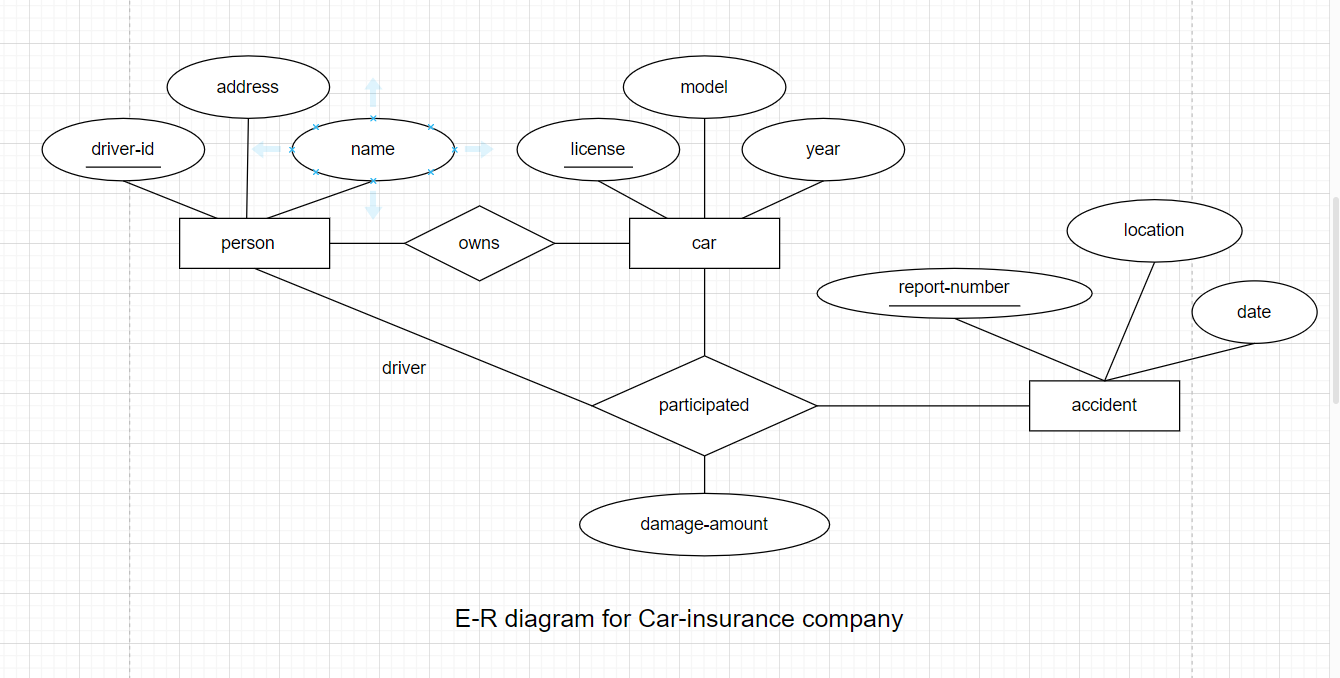 address
model
driver-id
name
license
year
location
person
owns
car
report-number
date
driver
participated
accident
damage-amount
E-R diagram for Car-insurance company